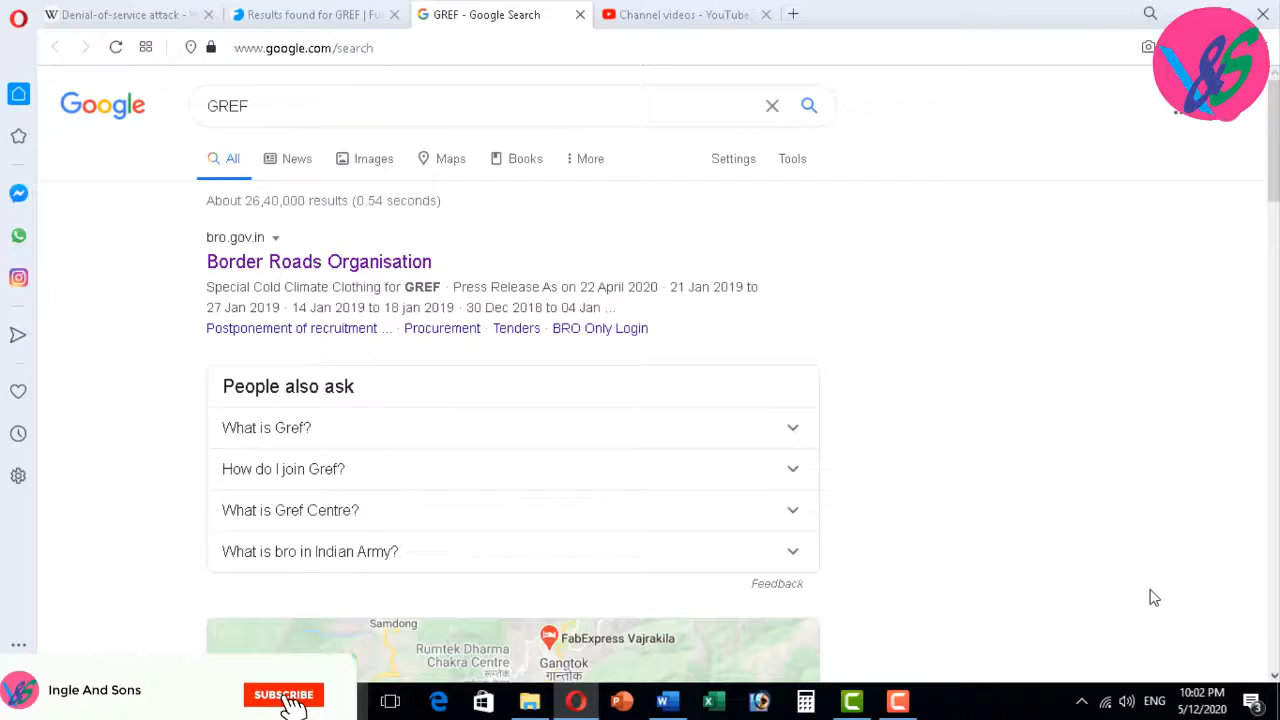 Denial-of-service attack - W
Results found for GREF | Fu
GREF - Google Search
Channel videos - YouTube
www.google.com/search
V&S
Google
GREF
All
News
Images
Maps
Books
More
Settings
Tools
About 26,40,000 results (0.54 seconds)
bro.gov.in
Border Roads Organisation
Special Cold Climate Clothing for GREF · Press Release As on 22 April 2020 · 21 Jan 2019 to
27 Jan 2019 · 14 Jan 2019 to 18 jan 2019 · 30 Dec 2018 to 04 Jan ...
Postponement of recruitment ... · Procurement · Tenders · BRO Only Login
People also ask
What is Gref?
How do I join Gref?
What is Gref Centre?
What is bro in Indian Army?
Feedback
Samdong
Rumtek Dharma
Chakra Centre
रूमटेक
FabExpress Vajrakila
Gangtok
Ingle And Sons
SUBSCRIBE
ENG
10:02 PM
5/12/2020
3